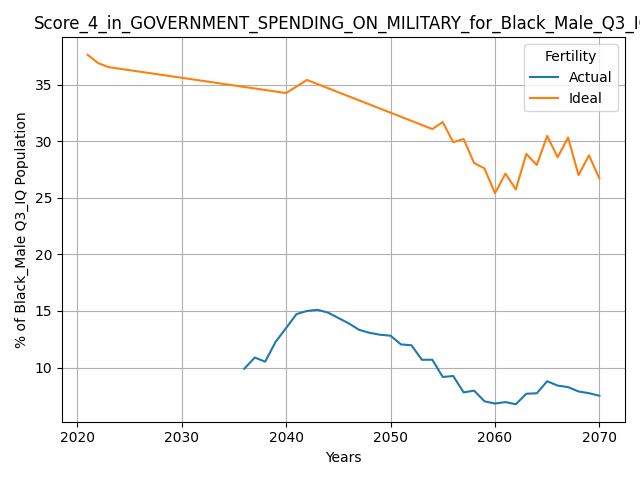 Score_4_in_GOVERNMENT_SPENDING_ON_MILITARY_for_Black_Male_Q3_IQ
Fertility
Actual
Ideal
% of Black_Male Q3_IQ Population
35
30
25
20
15
10
2020 2030 2040 2050 2060 2070
Years